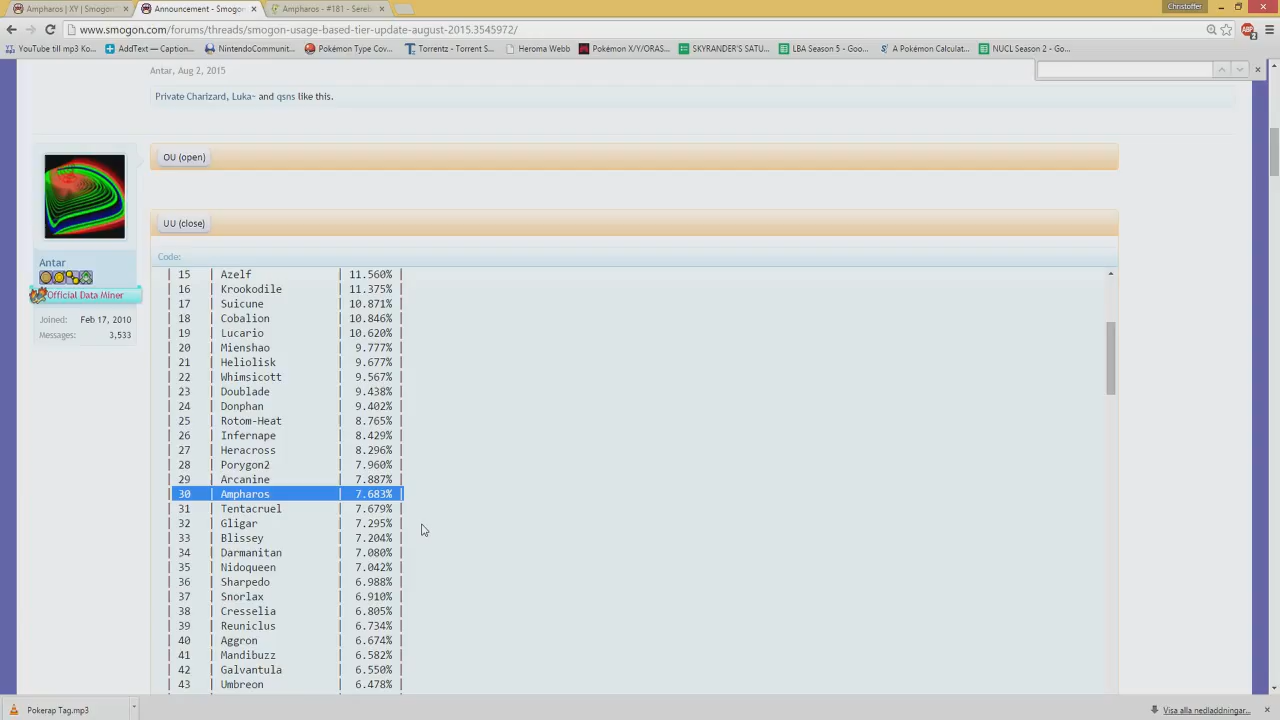 Ampharos | XY | Smogon
Announcement - Smogon
Ampharos - #181 - Serebii
Christoffer
www.smogon.com/forums/threads/smogon-usage-based-tier-update-august-2015.3545972/
YouTube till mp3 Ko...
AddText — Caption...
NintendoCommunit...
Pokémon Type Cov...
Torrentz - Torrent S...
Heroma Webb
Pokémon X/Y/ORAS...
SKYRANDER'S SATU...
LBA Season 5 - Goo...
A Pokémon Calculat...
NUCL Season 2 - Go...
Antar, Aug 2, 2015
Private Charizard, Luka~ and qsns like this.
OU (open)
UU (close)
Antar
Official Data Miner
Joined: Feb 17, 2010
Messages: 3,533
Code:
| 15 | Azelf | 11.560% |
| 16 | Krookodile | 11.375% |
| 17 | Suicune | 10.871% |
| 18 | Cobalion | 10.846% |
| 19 | Lucario | 10.620% |
| 20 | Mienshao | 9.777% |
| 21 | Heliolisk | 9.677% |
| 22 | Whimsicott | 9.567% |
| 23 | Doublade | 9.438% |
| 24 | Donphan | 9.402% |
| 25 | Rotom-Heat | 8.765% |
| 26 | Infernape | 8.429% |
| 27 | Heracross | 8.296% |
| 28 | Porygon2 | 7.960% |
| 29 | Arcanine | 7.887% |
| 30 | Ampharos | 7.683% |
| 31 | Tentacruel | 7.679% |
| 32 | Gligar | 7.295% |
| 33 | Blissey | 7.204% |
| 34 | Darmanitan | 7.080% |
| 35 | Nidoqueen | 7.042% |
| 36 | Sharpedo | 6.988% |
| 37 | Snorlax | 6.910% |
| 38 | Cresselia | 6.805% |
| 39 | Reuniclus | 6.734% |
| 40 | Aggron | 6.674% |
| 41 | Mandibuzz | 6.582% |
| 42 | Galvantula | 6.550% |
| 43 | Umbreon | 6.478% |
Pokerap Tag.mp3
Visa alla nedladdningar...